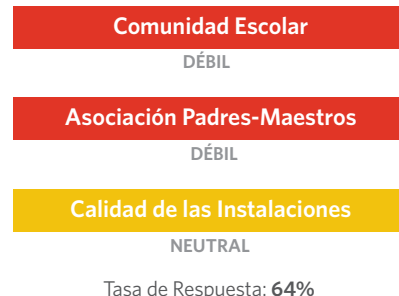 Comunidad Escolar
DÉBIL
Asociación Padres-Maestros
DÉBIL
Calidad de las Instalaciones
NEUTRAL
Tasa de Respuesta: 64%